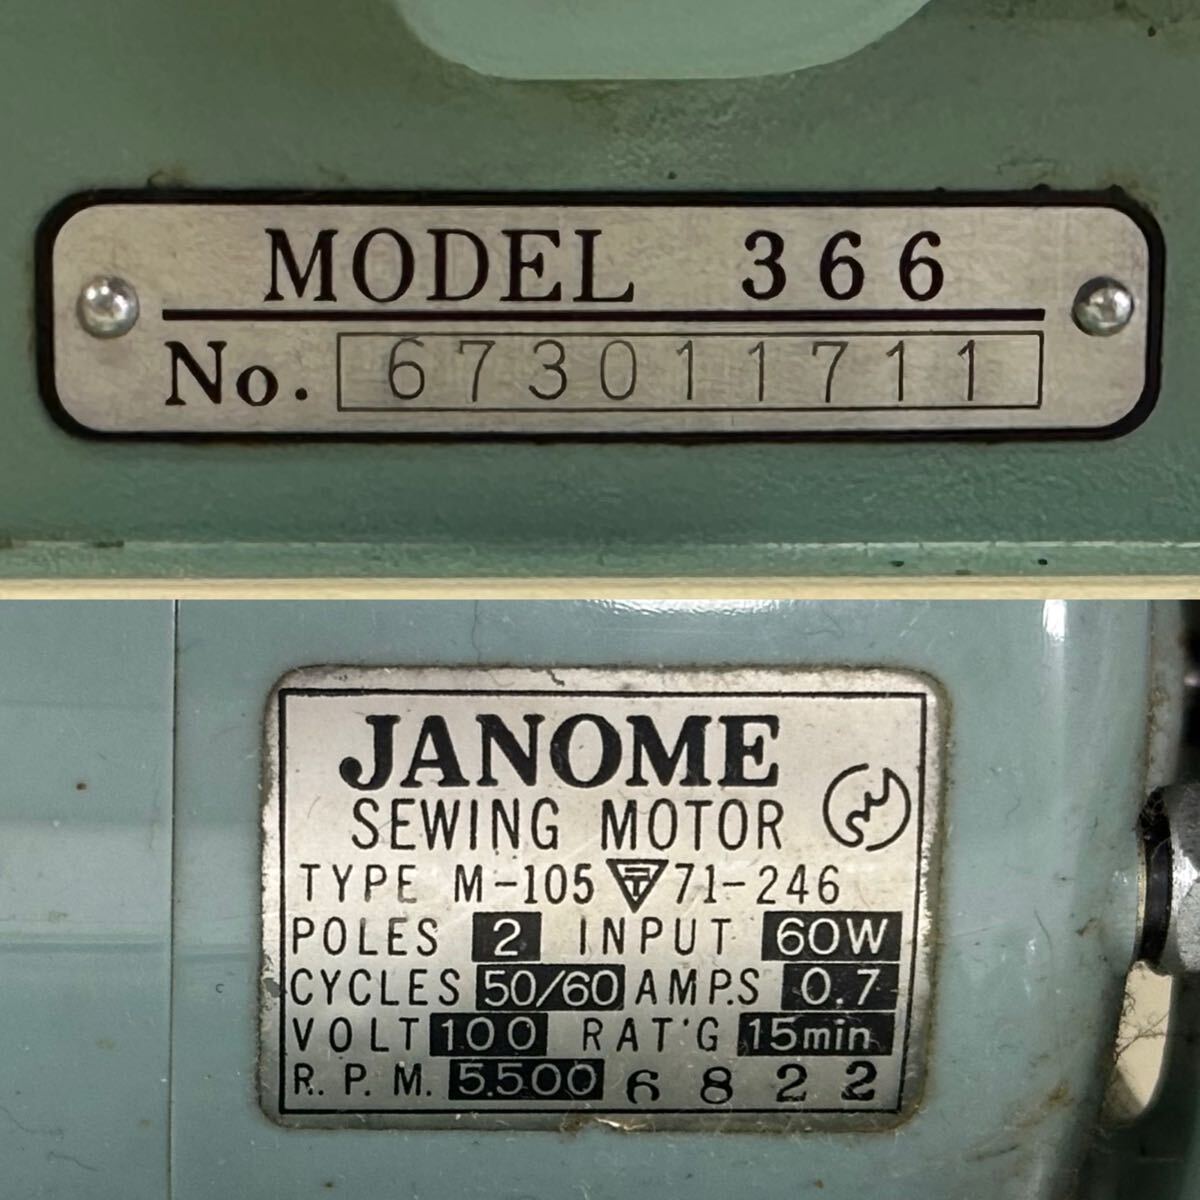 MODEL 366
No. 673011711
JANOME
SEWING MOTOR
TYPE M-105 71-246
POLES 2 INPUT 60W
CYCLES 50/60 AMP.S 0.7
VOLT 100 RAT'G 15min
R.P.M. 5.500 6822